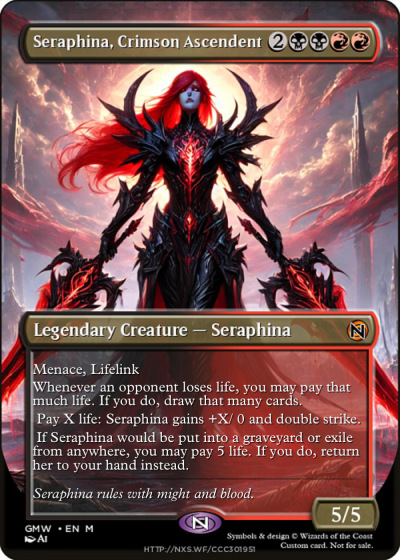 Seraphina, Crimson Ascendent 2
Legendary Creature — Seraphina
Menace, Lifelink
Whenever an opponent loses life, you may pay that
much life. If you do, draw that many cards.
Pay X life: Seraphina gains +X/ 0 and double strike.
If Seraphina would be put into a graveyard or exile
from anywhere, you may pay 5 life. If you do, return
her to your hand instead.
Seraphina rules with might and blood.
5/5
GMW • EN M
AI
N
Symbols & design © Wizards of the Coast
Custom card. Not for sale.
HTTP://NXS.WF/CCC301951